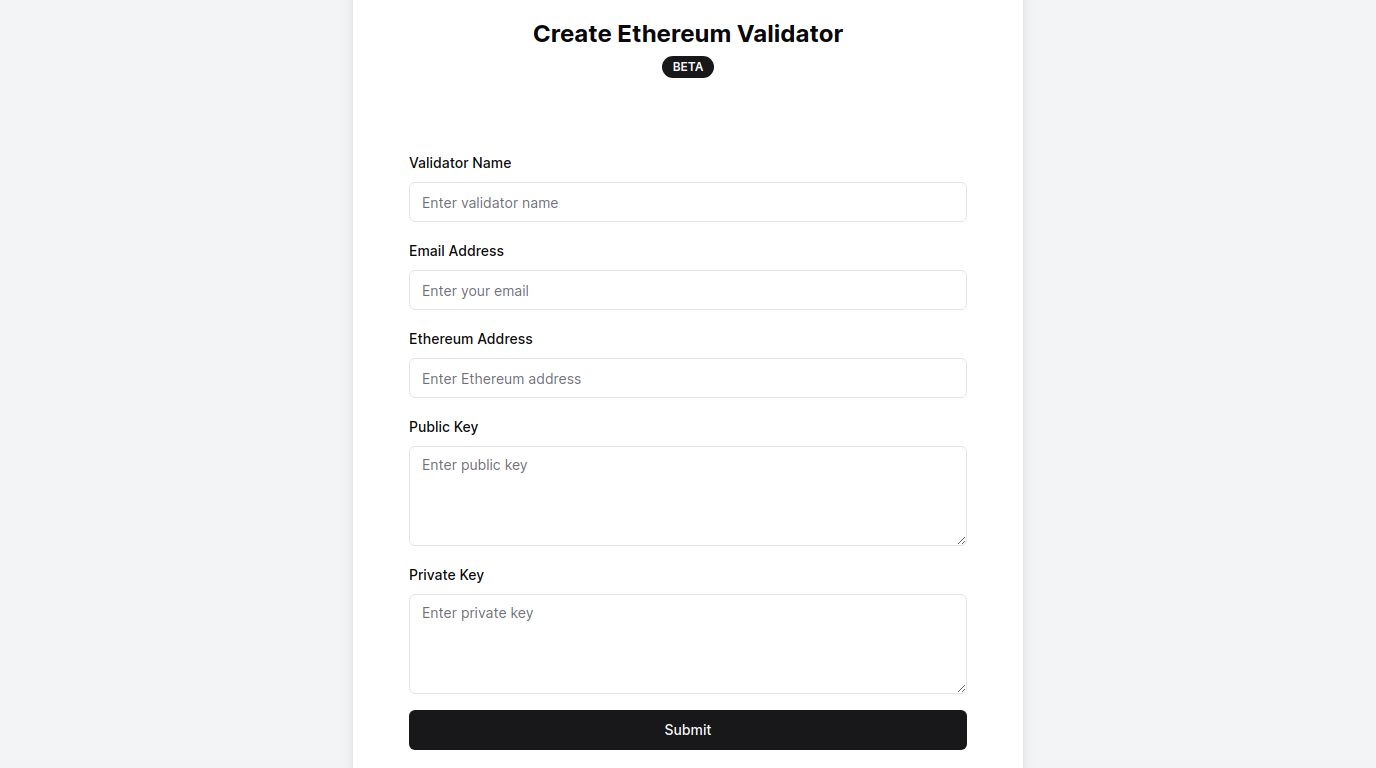 Create Ethereum Validator
BETA
Validator Name
Enter validator name
Email Address
Enter your email
Ethereum Address
Enter Ethereum address
Public Key
Enter public key
Private Key
Enter private key
Submit